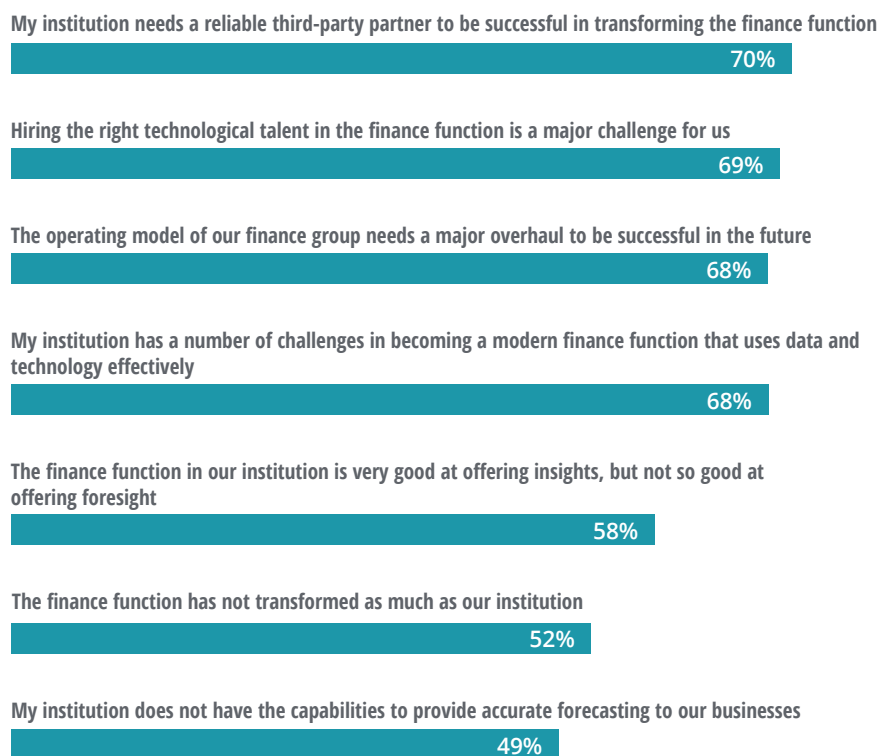 My institution needs a reliable third-party partner to be successful in transforming the finance function
70%
Hiring the right technological talent in the finance function is a major challenge for us
69%
The operating model of our finance group needs a major overhaul to be successful in the future
68%
My institution has a number of challenges in becoming a modern finance function that uses data and
technology effectively
68%
The finance function in our institution is very good at offering insights, but not so good at
offering foresight
58%
The finance function has not transformed as much as our institution
52%
My institution does not have the capabilities to provide accurate forecasting to our businesses
49%